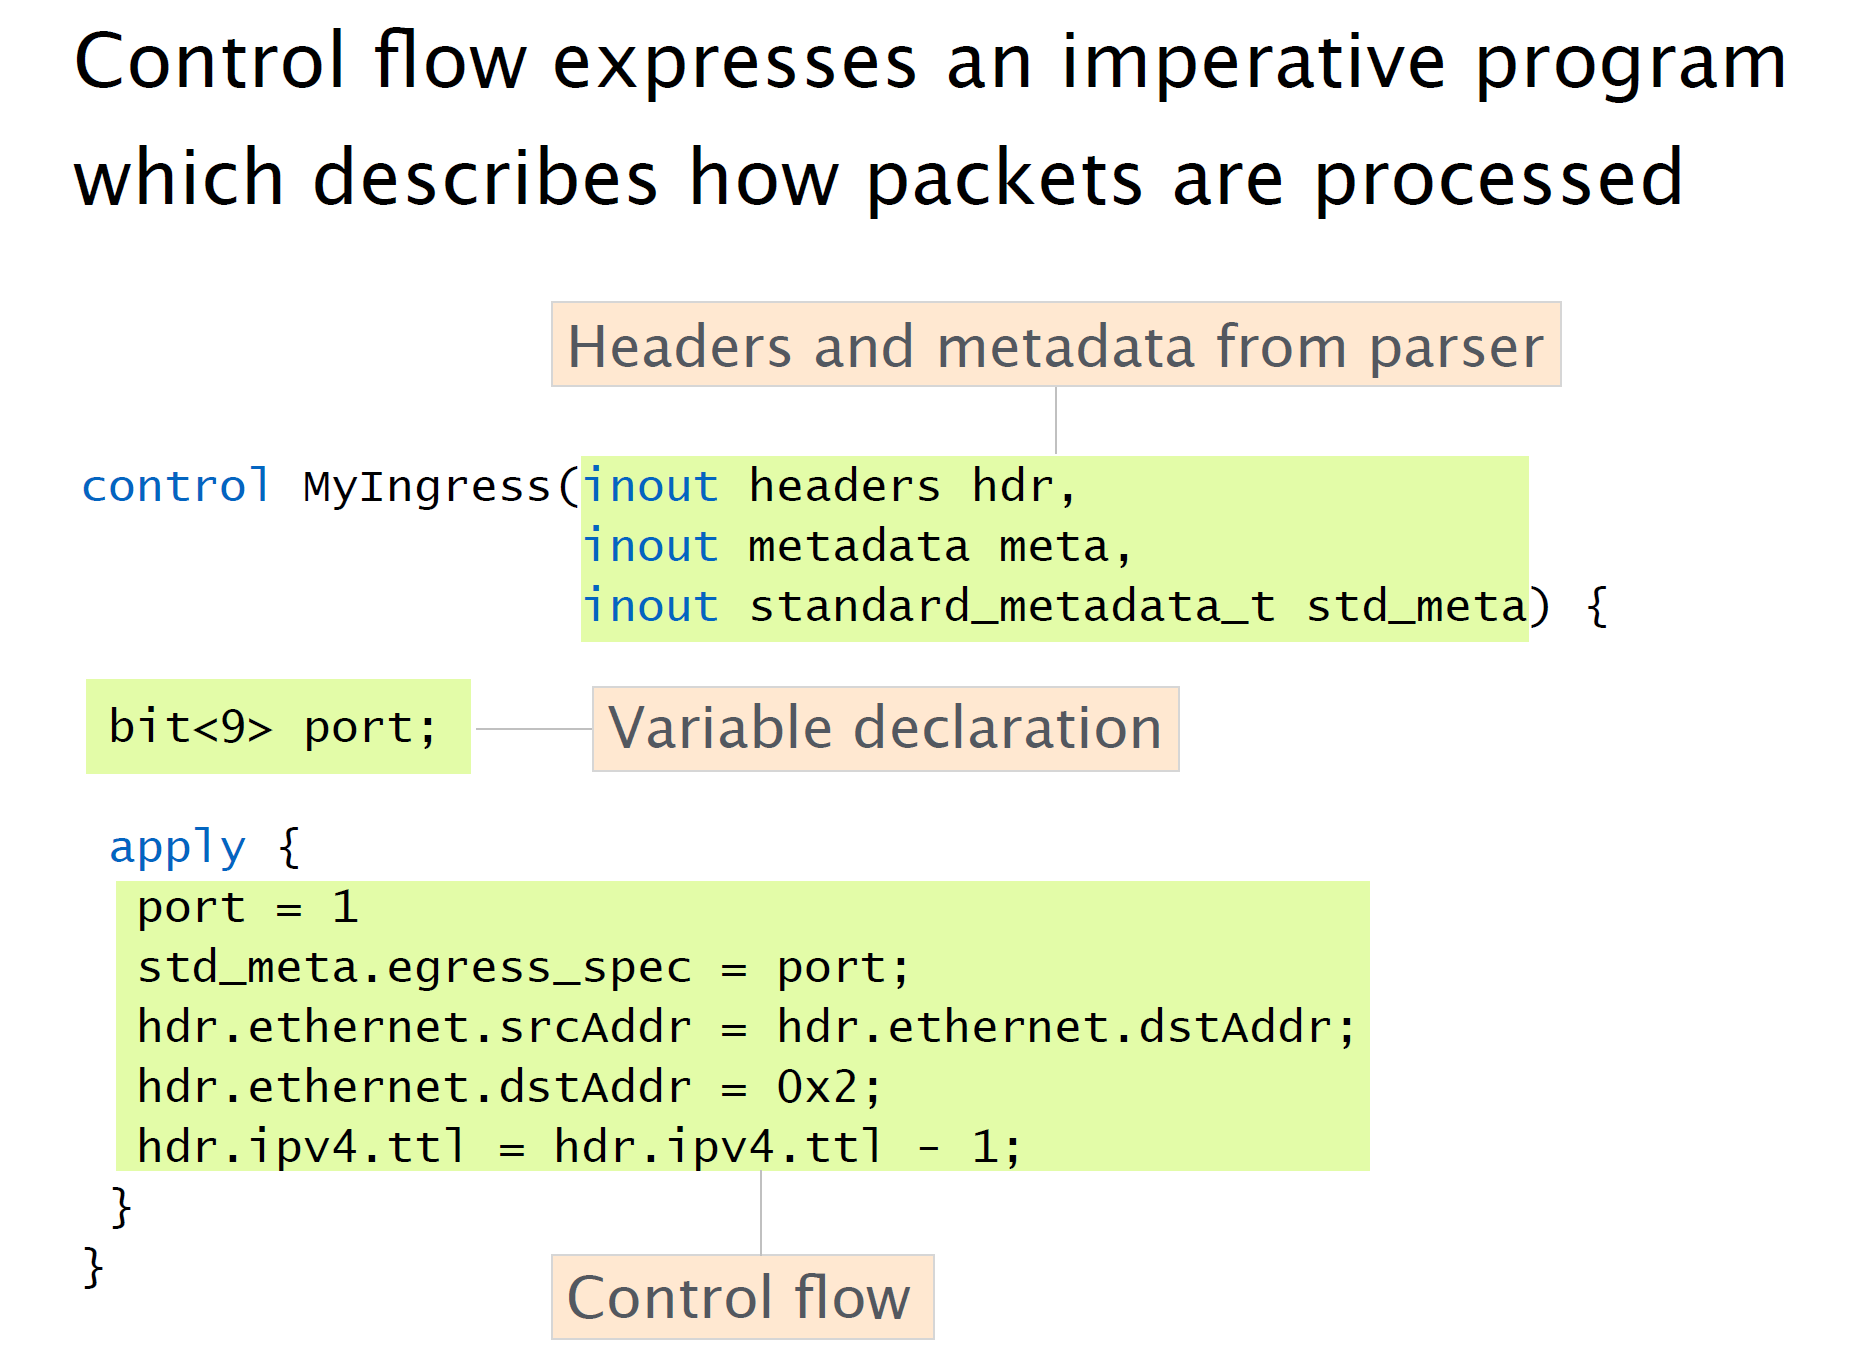 Control flow expresses an imperative program
which describes how packets are processed
Headers and metadata from parser
control MyIngress(inout headers hdr,
inout metadata meta,
inout standard_metadata_t std_meta) {
bit<9> port;
Variable declaration
apply {
port = 1
std_meta.egress_spec = port;
hdr.ethernet.srcAddr = hdr.ethernet.dstAddr;
hdr.ethernet.dstAddr = 0x2;
hdr.ipv4.ttl = hdr.ipv4.ttl - 1;
}
}
Control flow